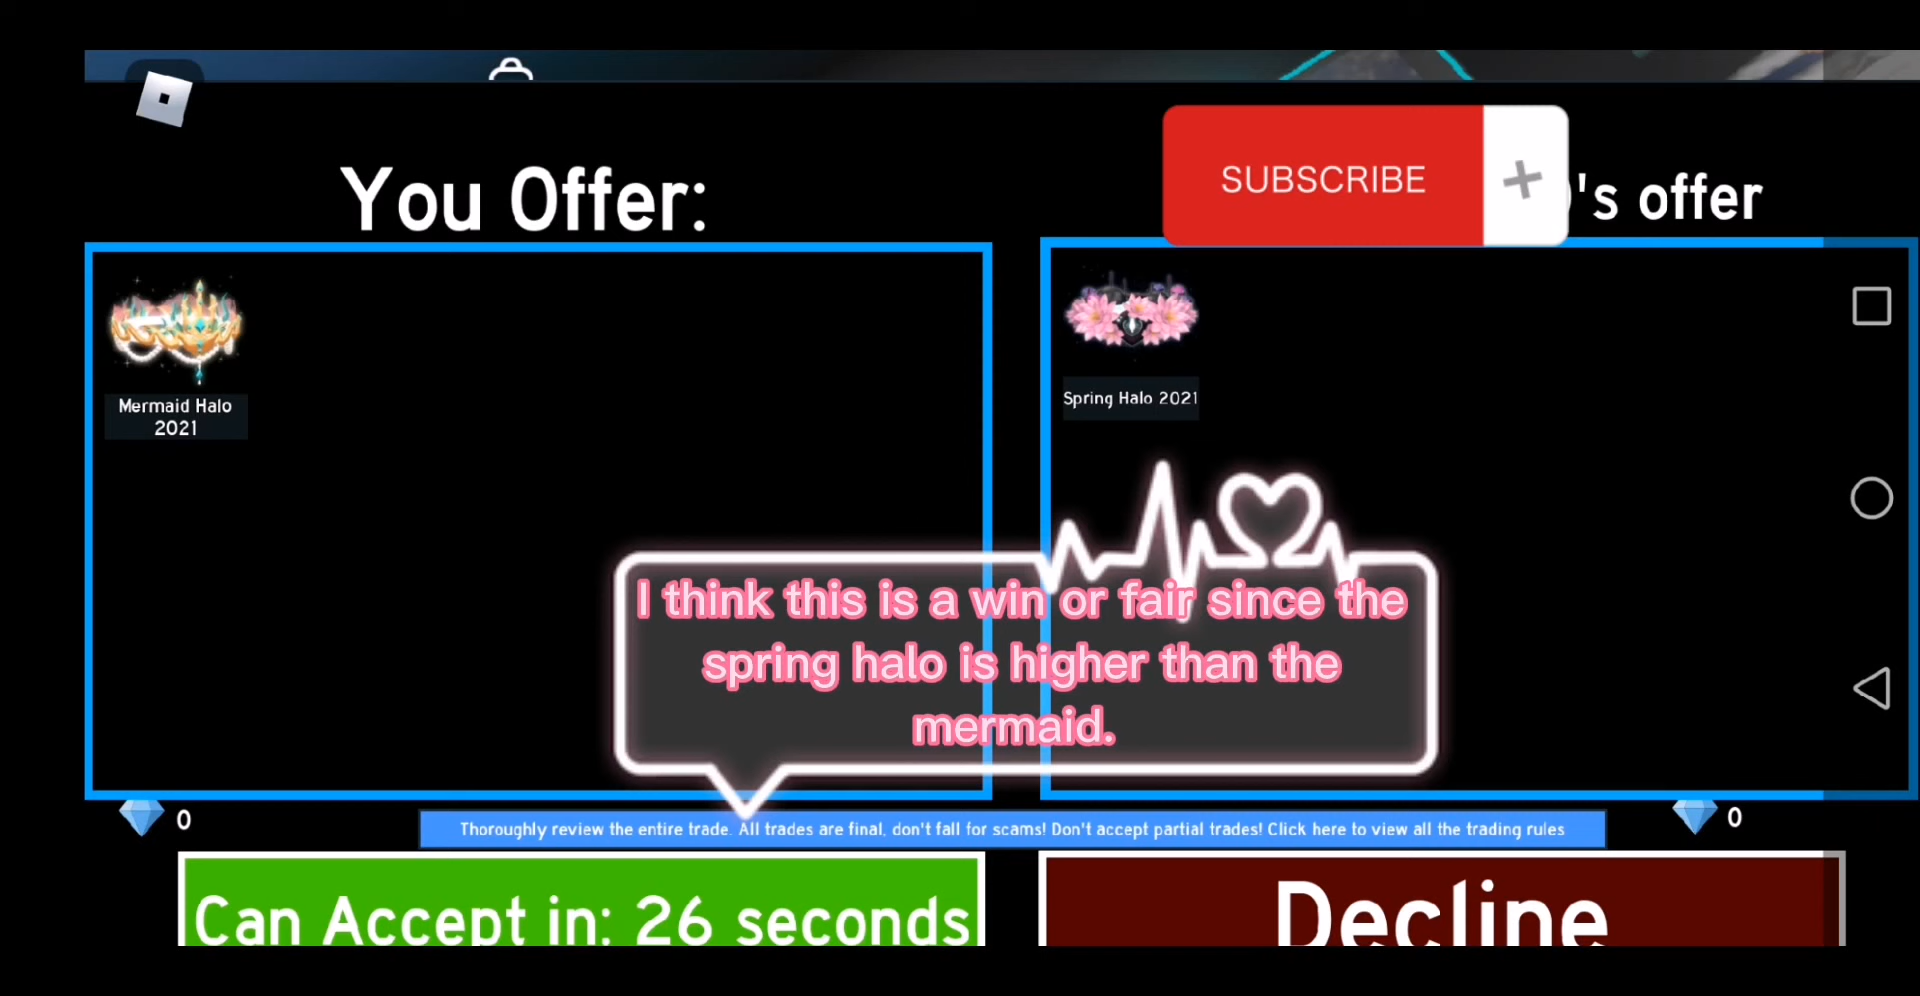 You Offer:
SUBSCRIBE
's offer
Mermaid Halo
2021
Spring Halo 2021
I think this is a win or fair since the
spring halo is higher than the
mermaid.
0
Thoroughly review the entire trade. All trades are final, don't fall for scams! Don't accept partial trades! Click here to view all the trading rules
0
Can Accept in: 26 seconds
Decline